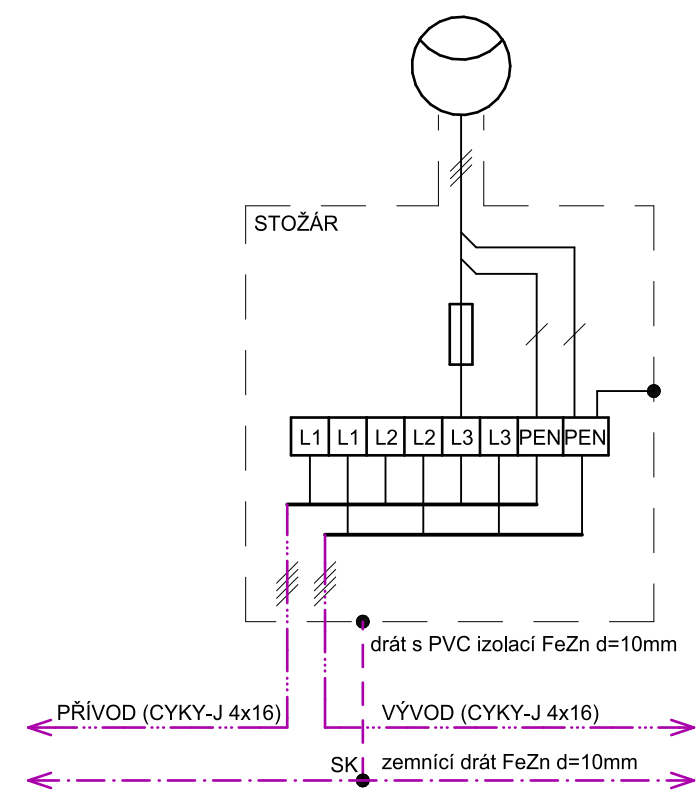 STOŽÁR
L1 L1 L2 L2 L3 L3 PEN PEN
drát s PVC izolací FeZn d=10mm
PŘÍVOD (CYKY-J 4x16) VÝVOD (CYKY-J 4x16)
SK zemnící drát FeZn d=10mm